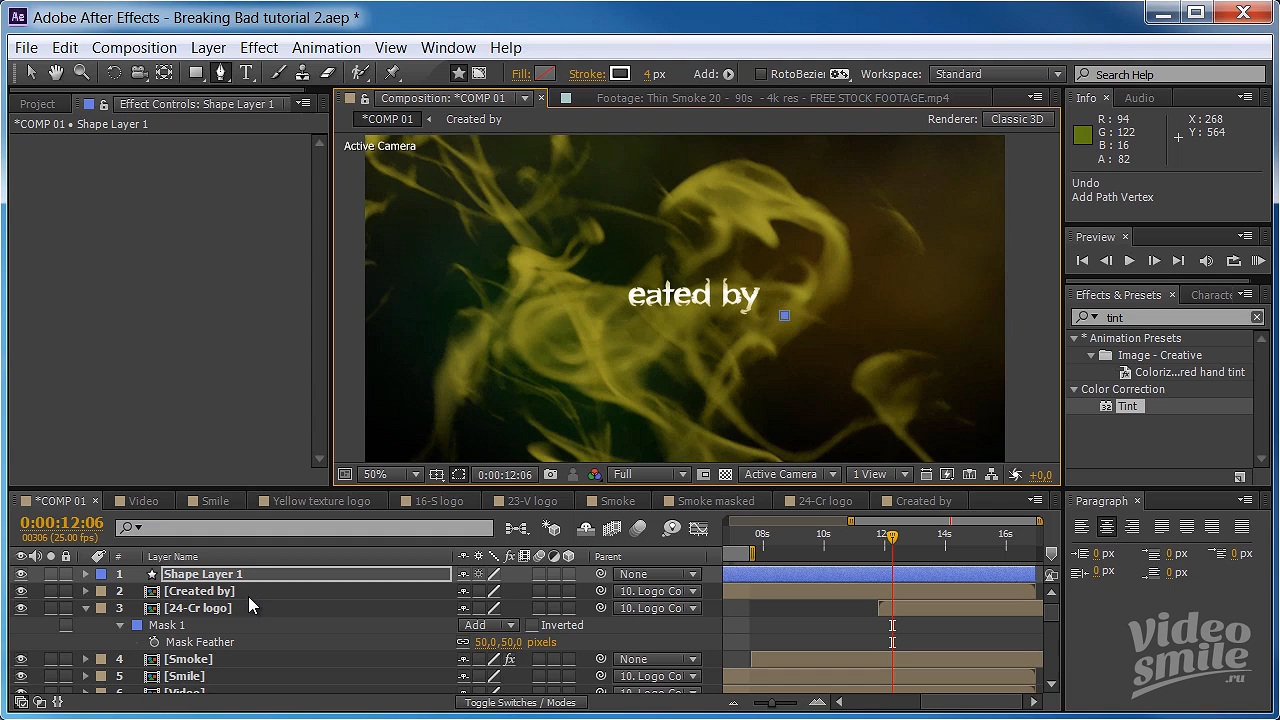 Ae Adobe After Effects - Breaking Bad tutorial 2.aep *
File Edit Composition Layer Effect Animation View Window Help
Fill: Stroke: 4 px Add: RotoBezier Workspace: Standard Search Help
Project Effect Controls: Shape Layer 1
*COMP 01 • Shape Layer 1
Composition: *COMP 01 Footage: Thin Smoke 20 - 90s - 4k res - FREE STOCK FOOTAGE.mp4
*COMP 01 Created by Renderer: Classic 3D
Active Camera
eated by
50% 0:00:12:06 Full Active Camera 1 View +0,0
Info Audio
R : 94 X : 268
G : 122 Y : 564
B : 16
A : 82
Undo
Add Path Vertex
Preview
Effects & Presets Characte
tint
* Animation Presets
Image - Creative
Coloriz...red hand tint
Color Correction
32 Tint
*COMP 01 Video Smile Yellow texture logo 16-S logo 23-V logo Smoke Smoke masked 24-Cr logo Created by
0:00:12:06
00306 (25.00 fps)
08s 10s 12s 14s 16s
# Layer Name fx Parent
1 Shape Layer 1 None
2 [Created by] 10. Logo Co
3 [24-Cr logo] 10. Logo Co
Mask 1 Add Inverted
Mask Feather 50,0,50,0 pixels
4 [Smoke] fx None
5 [Smile] 10. Logo Co
6 [Video] 10. Logo Co
Toggle Switches / Modes
Paragraph
0 px 0 px 0 px
0 px 0 px
VIDEO
smile
.ru